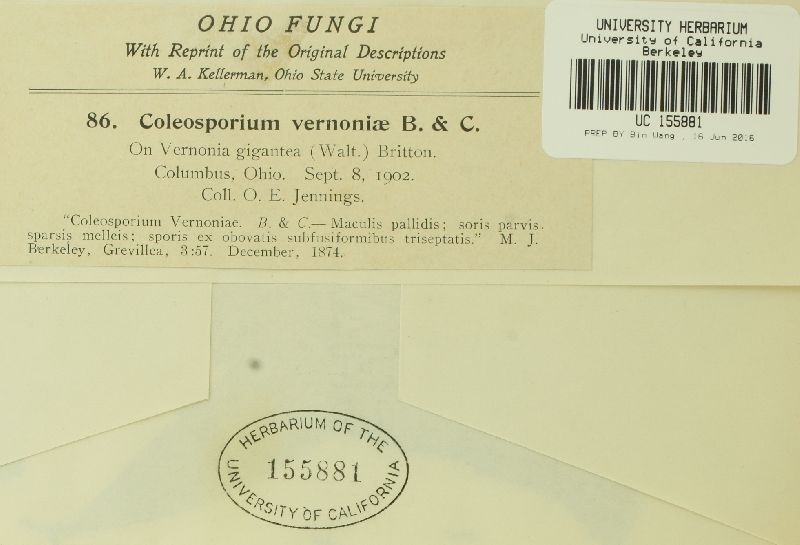 OHIO FUNGI
With Reprint of the Original Descriptions
W. A. Kellerman, Ohio State University
86. Coleosporium vernoniæ B. & C.
On Vernonia gigantea (Walt.) Britton.
Columbus, Ohio. Sept. 8, 1902.
Coll. O. E. Jennings.
"Coleosporium Vernoniae. B. & C.—Maculis pallidis; soris parvis,
sparsis melleis; sporis ex obovatis subfusiformibus triseptatis." M. J.
Berkeley, Grevillea, 3:57. December, 1874.
UNIVERSITY HERBARIUM
University of California
Berkeley
UC 155881
PREP BY Bin Wang , 16 Jun 2016
HERBARIUM OF THE
155881
UNIVERSITY OF CALIFORNIA